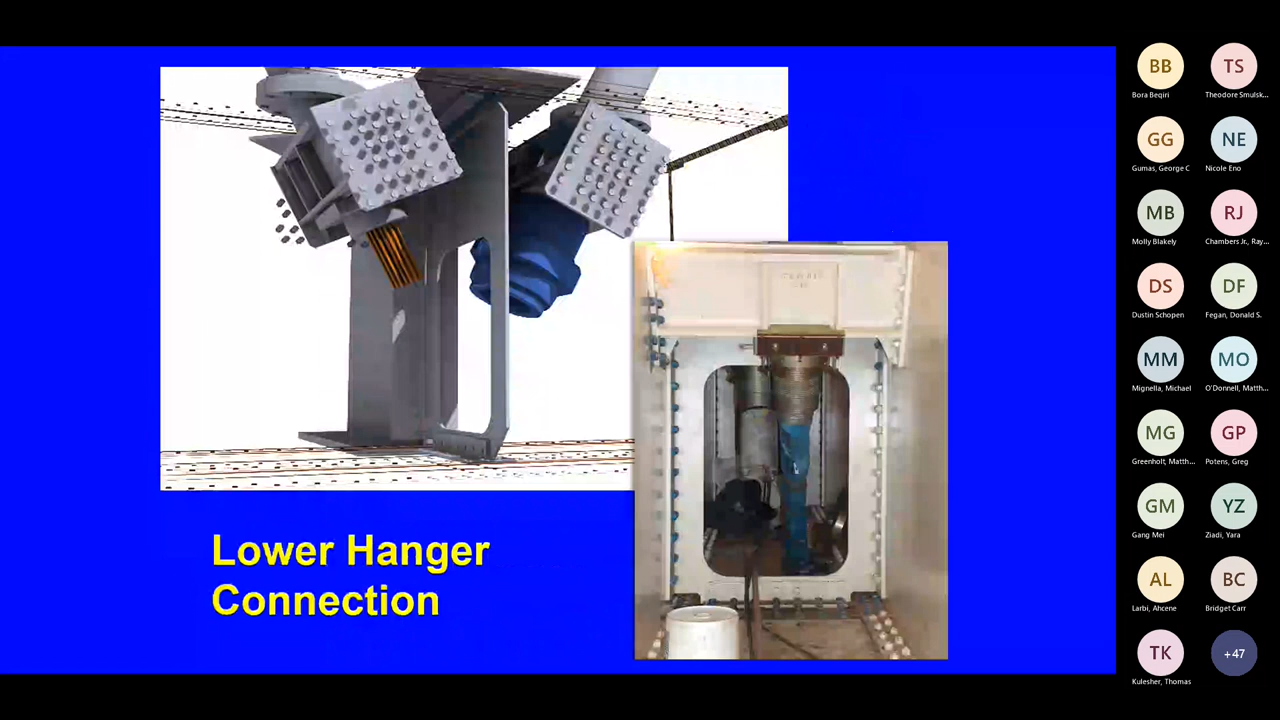 Lower Hanger
Connection
BB
TS
Bora Beqiri
Theodore Smulsk...
GG
NE
Gumas, George C
Nicole Eno
MB
RJ
Molly Blakely
Chambers Jr., Ray...
DS
DF
Dustin Schopen
Fegan, Donald S.
MM
MO
Mignella, Michael
O'Donnell, Matth...
MG
GP
Greenholt, Matth...
Potens, Greg
GM
YZ
Gang Mei
Ziadi, Yara
AL
BC
Larbi, Ahcene
Bridget Carr
TK
+47
Kulesher, Thomas